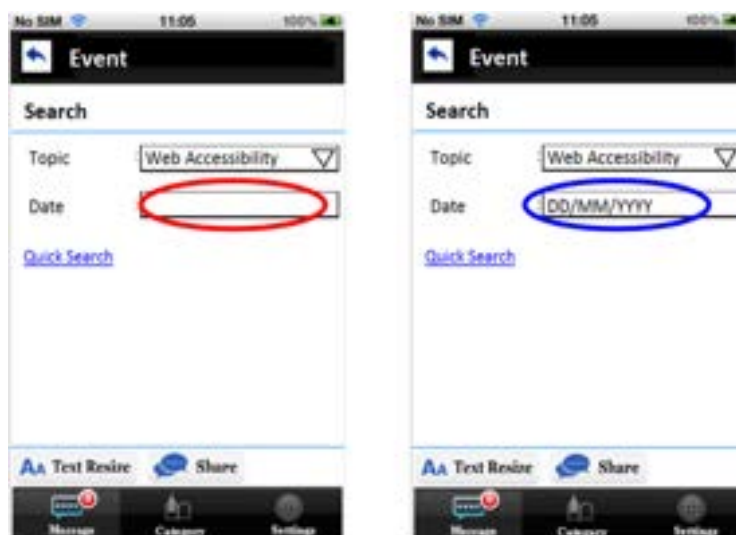 No SIM 11:05 100%
Event
Search
Topic Web Accessibility
Date
Quick Search
AA Text Resize Share
Message Category Settings
No SIM 11:05 100%
Event
Search
Topic Web Accessibility
Date DD/MM/YYYY
Quick Search
AA Text Resize Share
Message Category Settings